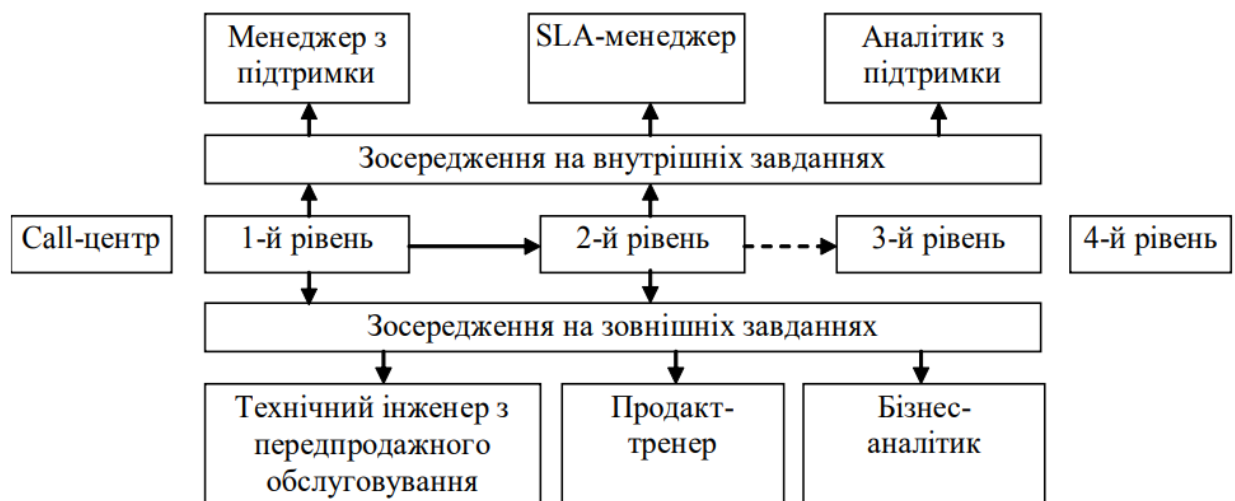 Менеджер з
підтримки
SLA-менеджер
Аналітик з
підтримки
Зосередження на внутрішніх завданнях
Call-центр
1-й рівень
2-й рівень
3-й рівень
4-й рівень
Зосередження на зовнішніх завданнях
Технічний інженер з
передпродажного
обслуговування
Продакт-
тренер
Бізнес-
аналітик